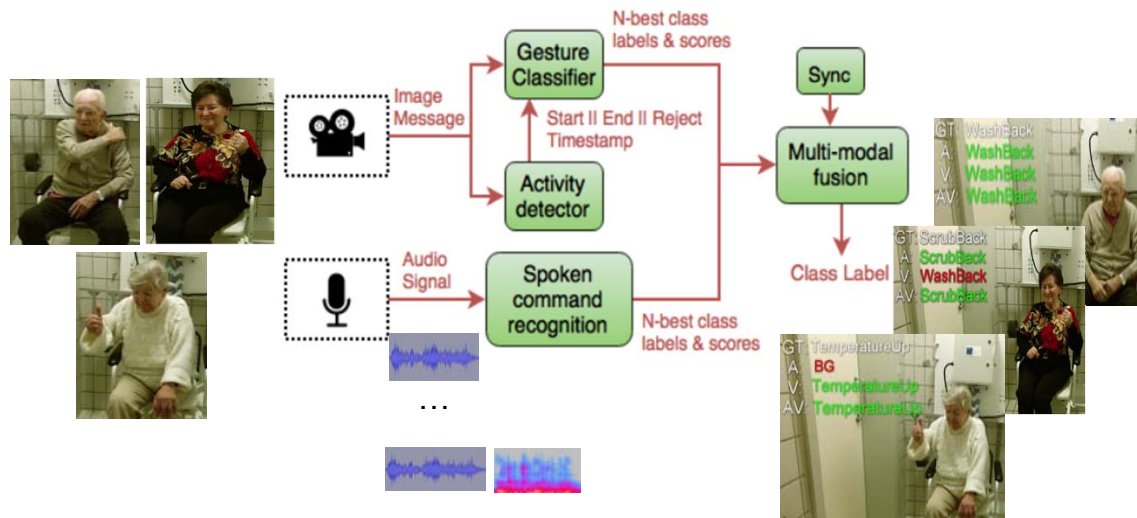 N-best class
labels & scores
Gesture
Classifier
Sync
Image
Message
Start II End II Reject
Timestamp
Multi-modal
fusion
Activity
detector
Class Label
Audio
Signal
Spoken
command
recognition
N-best class
labels & scores
...
GT: WashBack
A: WashBack
V: WashBack
AV: WashBack
GT: ScrubBack
A: ScrubBack
V: WashBack
AV: ScrubBack
GT: TemperatureUp
A: BG
V: TemperatureUp
AV: TemperatureUp